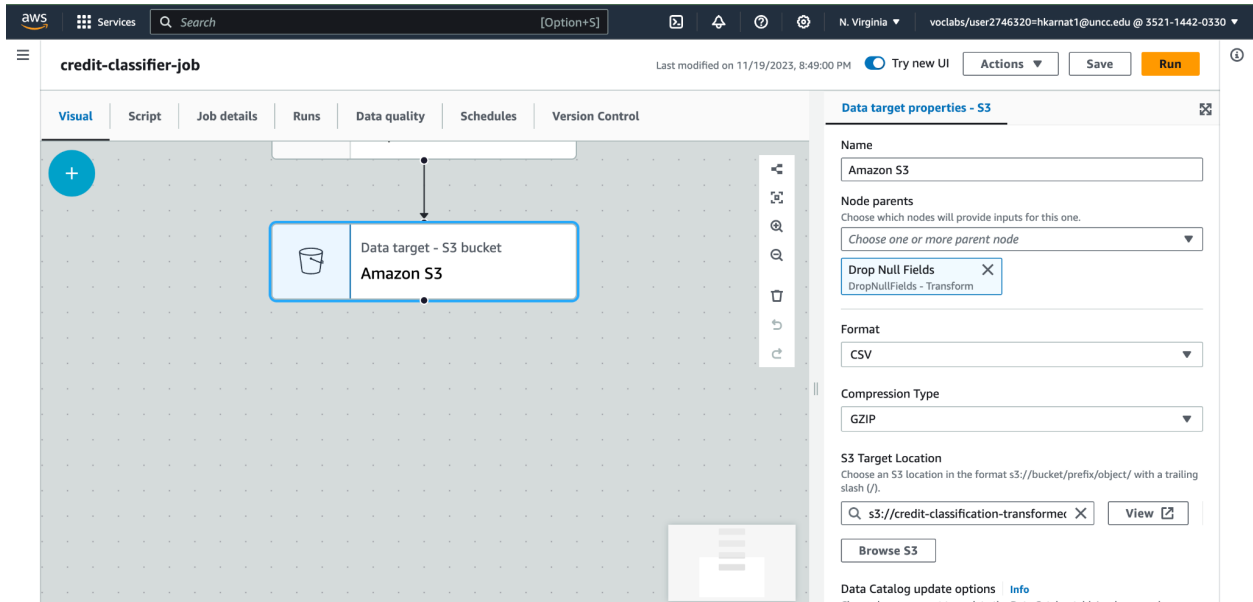 aws Services Search [Option+S] N. Virginia ▼ voclabs/user2746320=hkarnat1@uncc.edu @ 3521-1442-0330 ▼
credit-classifier-job Last modified on 11/19/2023, 8:49:00 PM Try new UI Actions ▼ Save Run
Visual Script Job details Runs Data quality Schedules Version Control
Data target - S3 bucket
Amazon S3
Data target properties - S3
Name
Amazon S3
Node parents
Choose which nodes will provide inputs for this one.
Choose one or more parent node
Drop Null Fields
DropNullFields - Transform
Format
CSV
Compression Type
GZIP
S3 Target Location
Choose an S3 location in the format s3://bucket/prefix/object/ with a trailing
slash (/).
s3://credit-classification-transformed View
Browse S3
Data Catalog update options Info